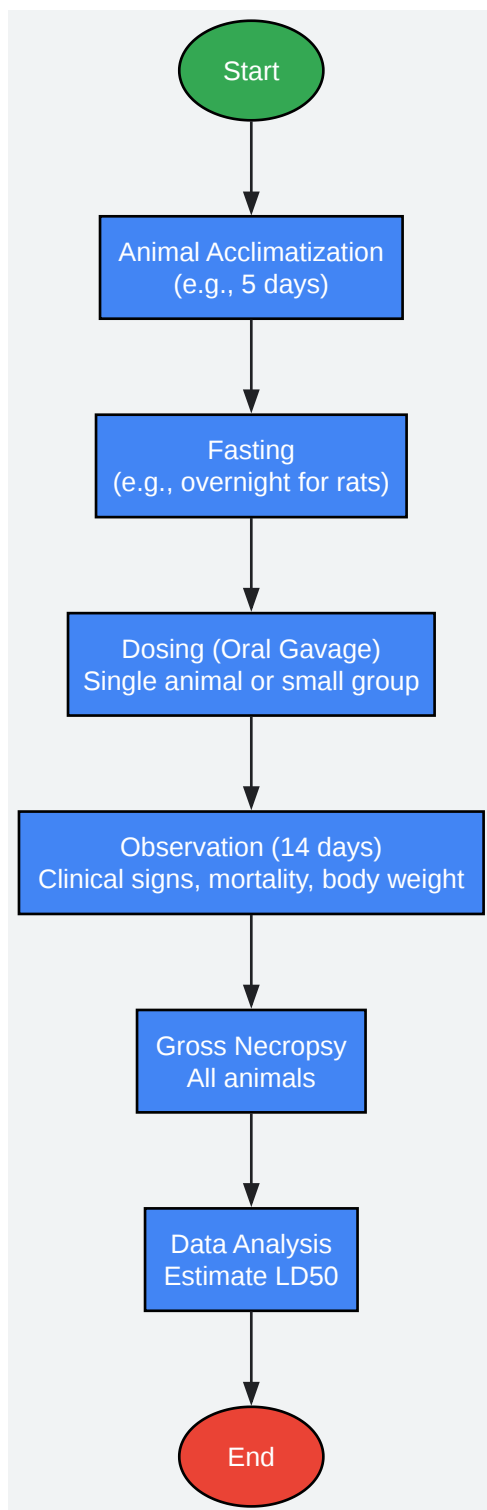 Start
Animal Acclimatization
(e.g., 5 days)
Fasting
(e.g., overnight for rats)
Dosing (Oral Gavage)
Single animal or small group
Observation (14 days)
Clinical signs, mortality, body weight
Gross Necropsy
All animals
Data Analysis
Estimate LD50
End